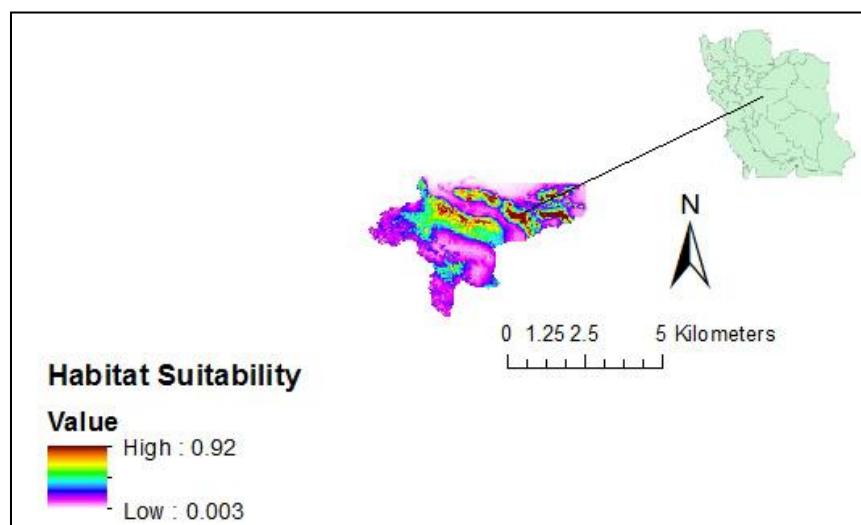 N
0 1.25 2.5 5 Kilometers
Habitat Suitability
Value
High : 0.92
Low : 0.003